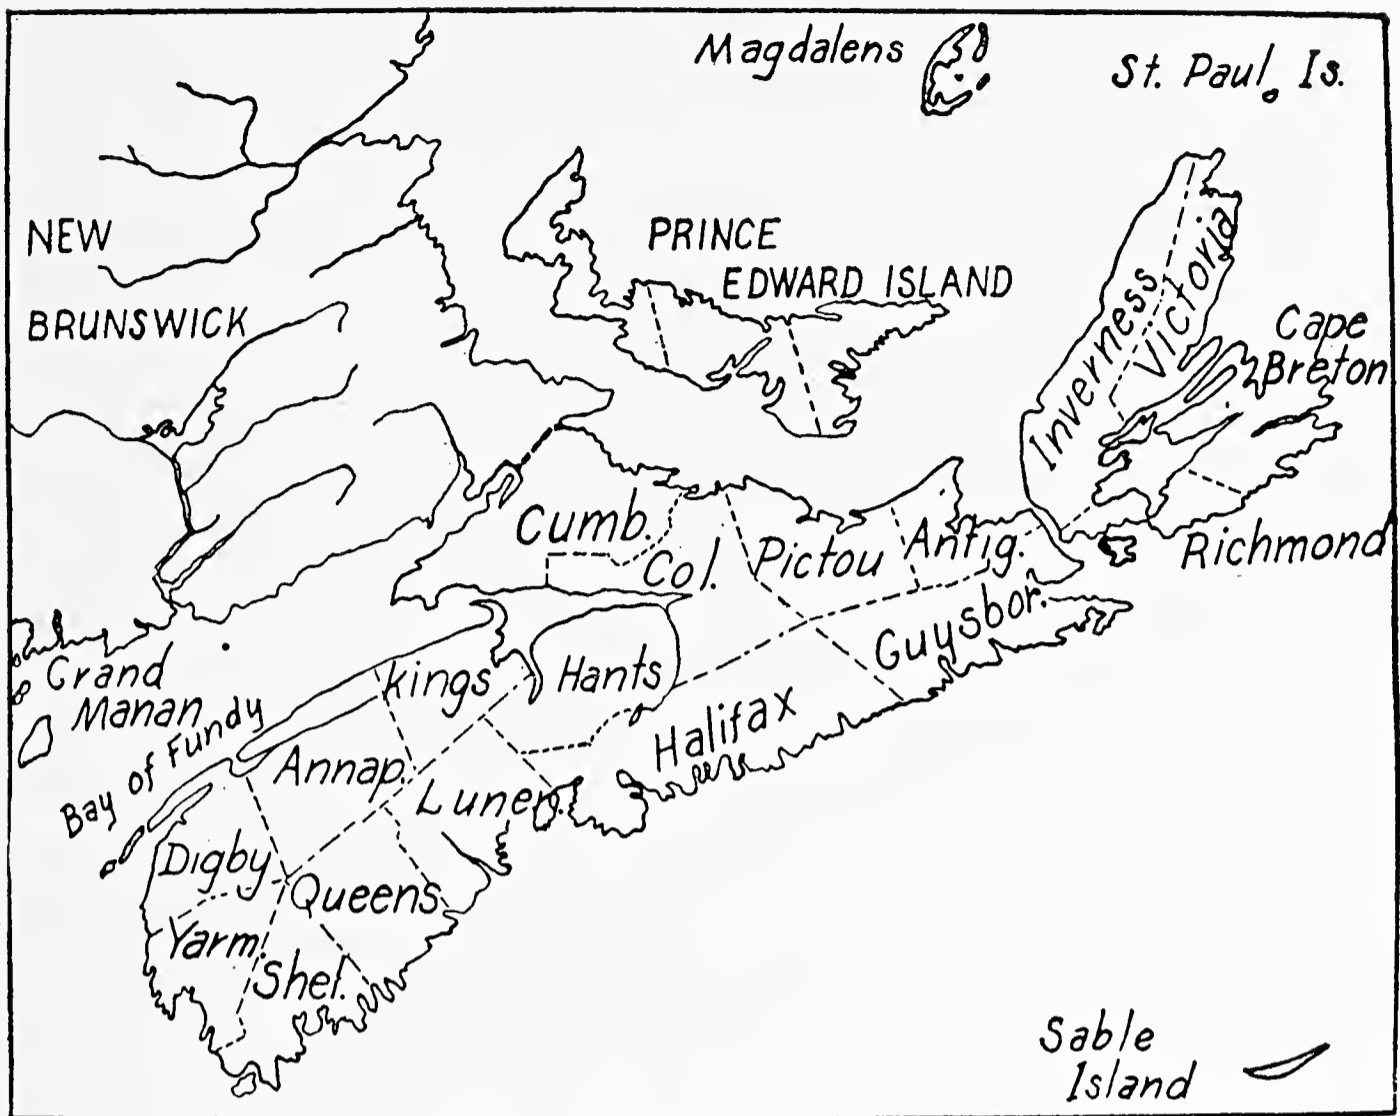 Magdalens
St. Paul Is.
NEW
BRUNSWICK
PRINCE
EDWARD ISLAND
Inverness
Victoria
Cape
Breton
Richmond
Cumb.
Col.
Pictou
Antig.
Guysbor.
Grand
Manan
Bay of Fundy
Kings
Hants
Halifax
Annap.
Lunen.
Digby
Queens
Yarm.
Shel.
Sable
Island